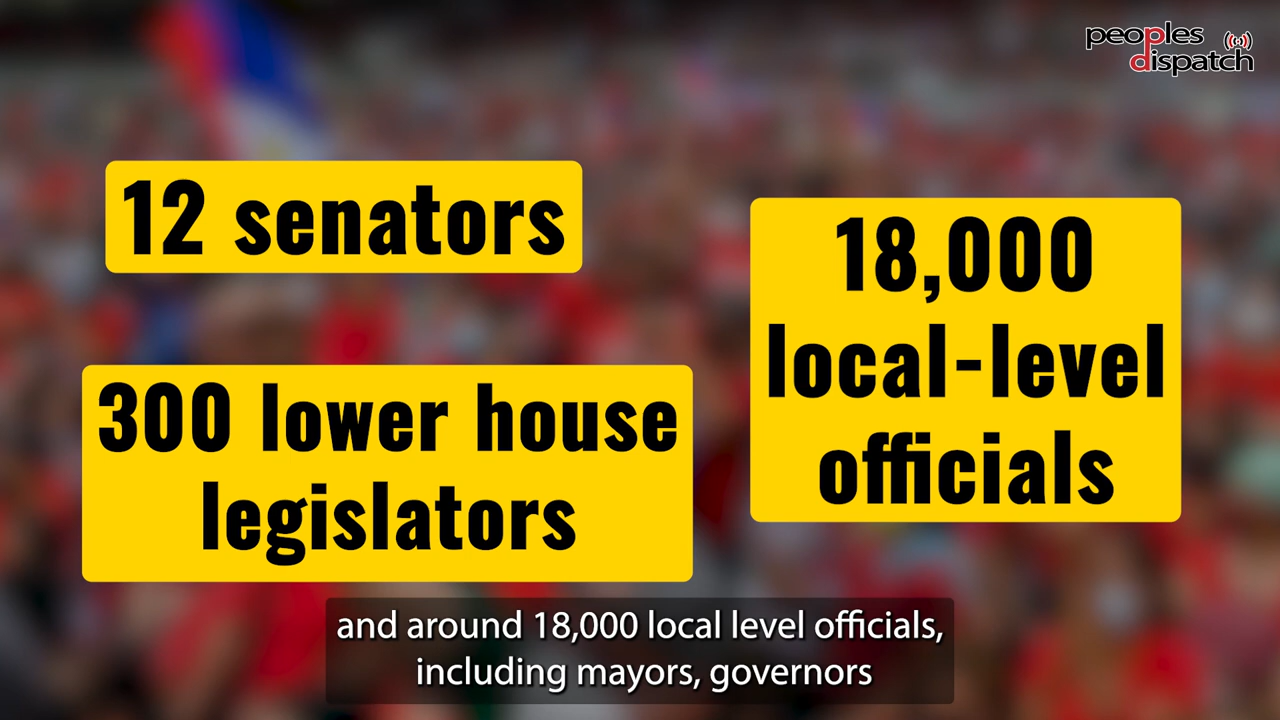 peoples
dispatch
12 senators
300 lower house
legislators
18,000
local-level
officials
and around 18,000 local level officials,
including mayors, governors